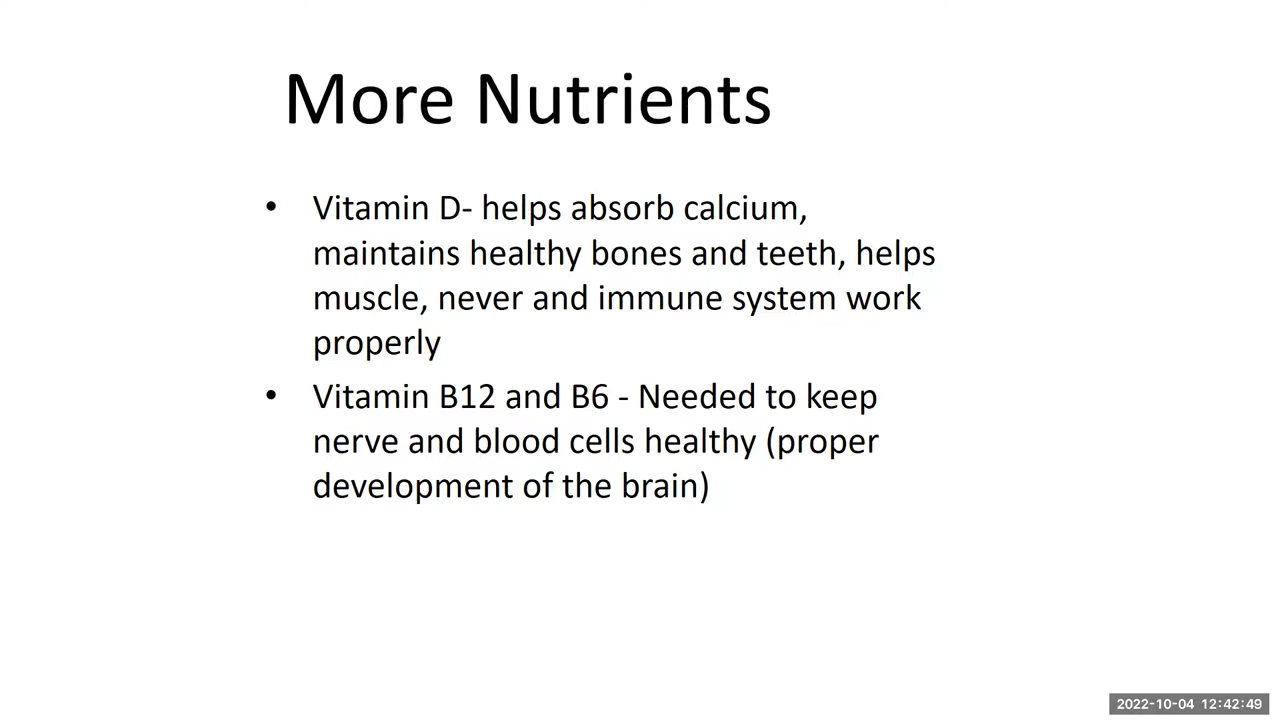 More Nutrients
• Vitamin D- helps absorb calcium,
maintains healthy bones and teeth, helps
muscle, never and immune system work
properly
• Vitamin B12 and B6 - Needed to keep
nerve and blood cells healthy (proper
development of the brain)
2022-10-04 12:42:49